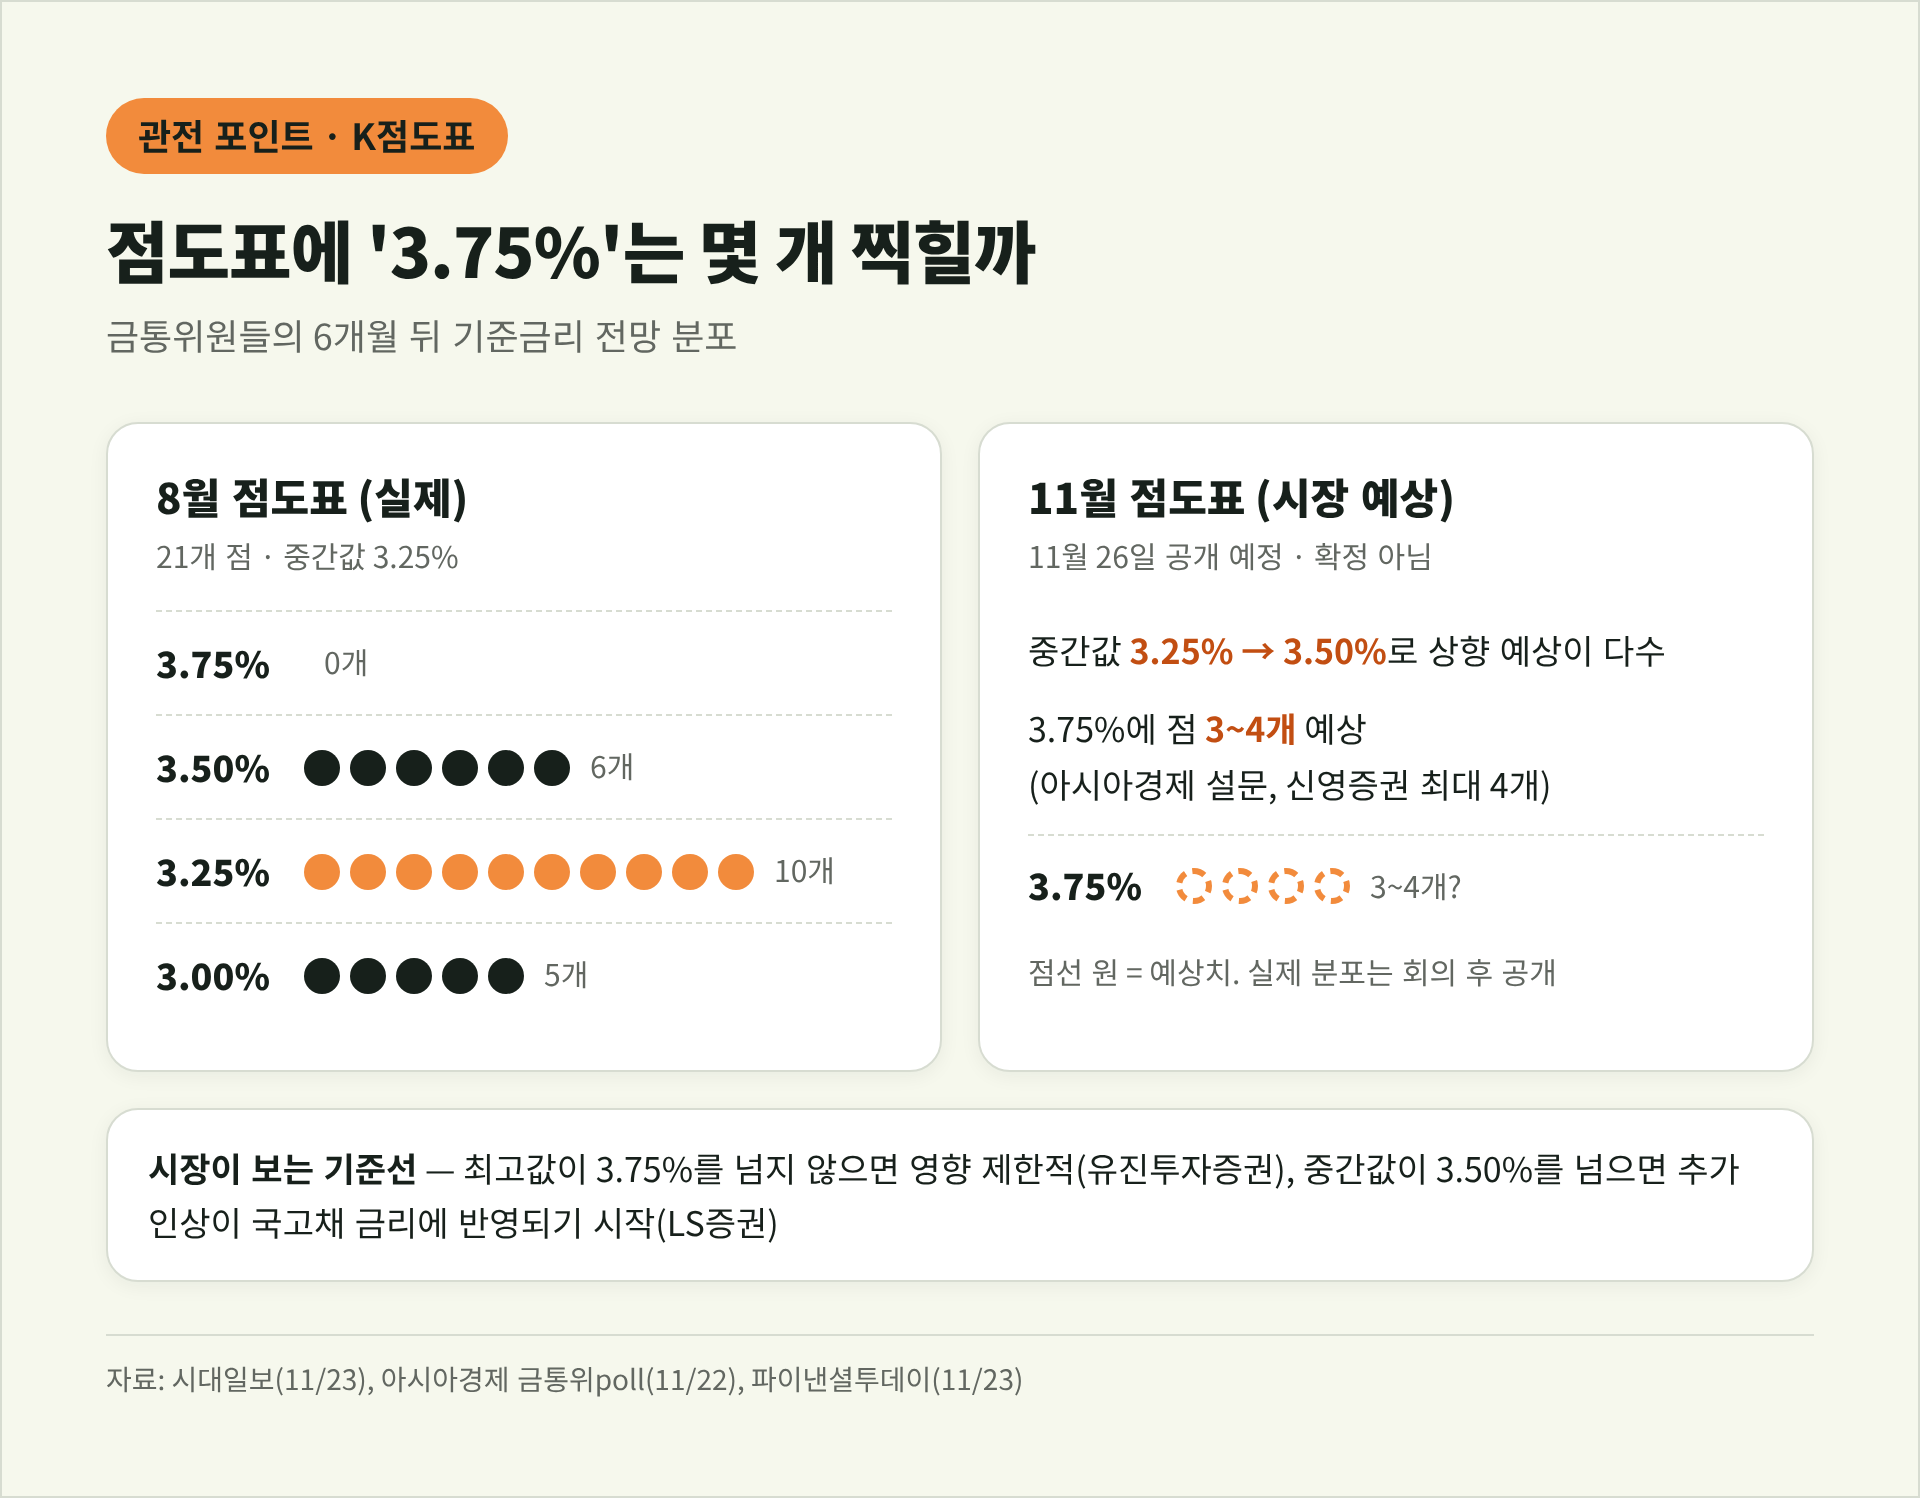 관전 포인트 · K점도표
점도표에 '3.75%'는 몇 개 찍힐까
금통위원들의 6개월 뒤 기준금리 전망 분포
8월 점도표 (실제)
21개 점 · 중간값 3.25%
3.75% 0개
3.50% 6개
3.25% 10개
3.00% 5개
11월 점도표 (시장 예상)
11월 26일 공개 예정 · 확정 아님
중간값 3.25% → 3.50%로 상향 예상이 다수
3.75%에 점 3~4개 예상
(아시아경제 설문, 신영증권 최대 4개)
3.75% 3~4개?
점선 원 = 예상치. 실제 분포는 회의 후 공개
시장이 보는 기준선 — 최고값이 3.75%를 넘지 않으면 영향 제한적(유진투자증권), 중간값이 3.50%를 넘으면 추가
인상이 국고채 금리에 반영되기 시작(LS증권)
자료: 시대일보(11/23), 아시아경제 금통위poll(11/22), 파이낸셜투데이(11/23)